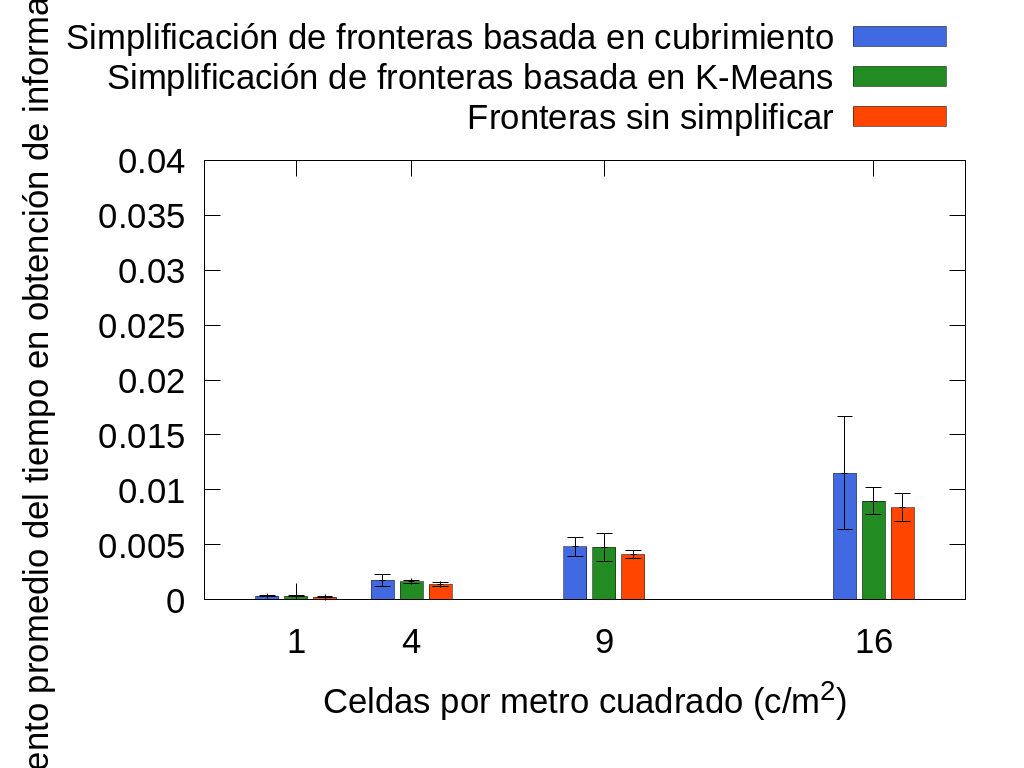 Simplificación de fronteras basada en cubrimiento
Simplificación de fronteras basada en K-Means
Fronteras sin simplificar
promedio del tiempo en obtención de
0.04
0.035
0.03
0.025
0.02
0.015
0.01
0.005
0
1 4 9 16
Celdas por metro cuadrado (c/m²)